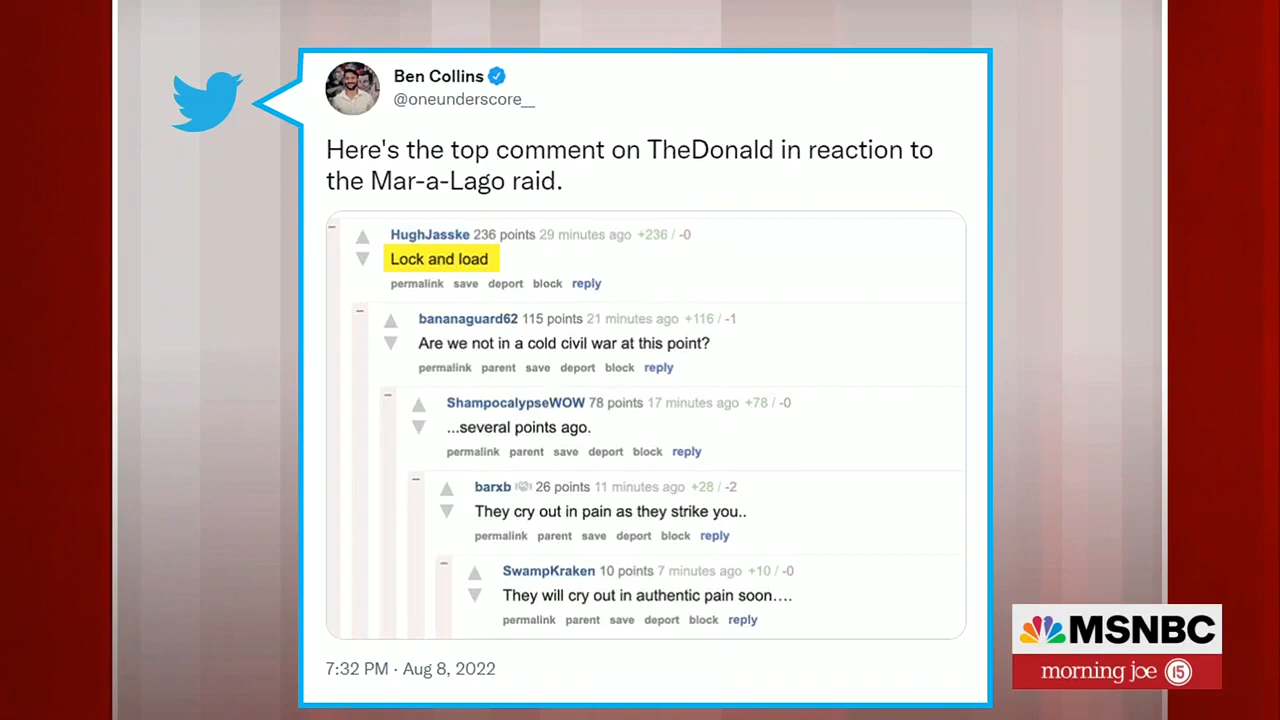 Ben Collins
@oneunderscore__
Here's the top comment on TheDonald in reaction to
the Mar-a-Lago raid.
HughJasske 236 points 29 minutes ago +236 / -0
Lock and load
permalink save deport block reply
bananaguard62 115 points 21 minutes ago +116 / -1
Are we not in a cold civil war at this point?
permalink parent save deport block reply
ShampocalypseWOW 78 points 17 minutes ago +78 / -0
...several points ago.
permalink parent save deport block reply
barxb 26 points 11 minutes ago +28 / -2
They cry out in pain as they strike you..
permalink parent save deport block reply
SwampKraken 10 points 7 minutes ago +10 / -0
They will cry out in authentic pain soon....
permalink parent save deport block reply
7:32 PM · Aug 8, 2022
MSNBC
morning joe 15